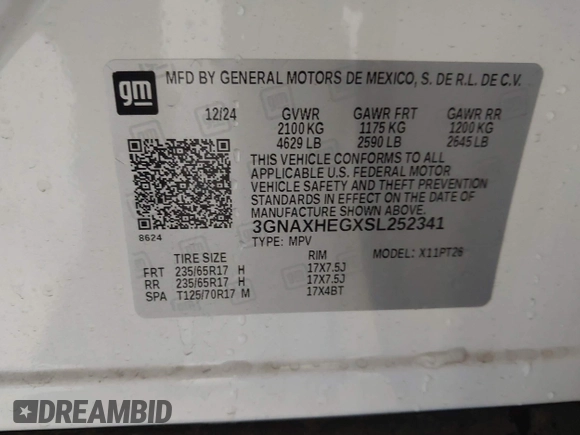 gm
MFD BY GENERAL MOTORS DE MEXICO, S. DE R.L. DE C.V.
12/24 GVWR GAWR FRT GAWR RR
2100 KG 1175 KG 1200 KG
4629 LB 2590 LB 2645 LB
THIS VEHICLE CONFORMS TO ALL
APPLICABLE U.S. FEDERAL MOTOR
VEHICLE SAFETY AND THEFT PREVENTION
STANDARDS IN EFFECT ON THE DATE OF
MANUFACTURE SHOWN ABOVE.
3GNAXHEGXSL252341
8624
TYPE: MPV MODEL: X11PT26
TIRE SIZE RIM
FRT 235/65R17 H 17X7.5J
RR 235/65R17 H 17X7.5J
SPA T125/70R17 M 17X4BT
DREAMBID